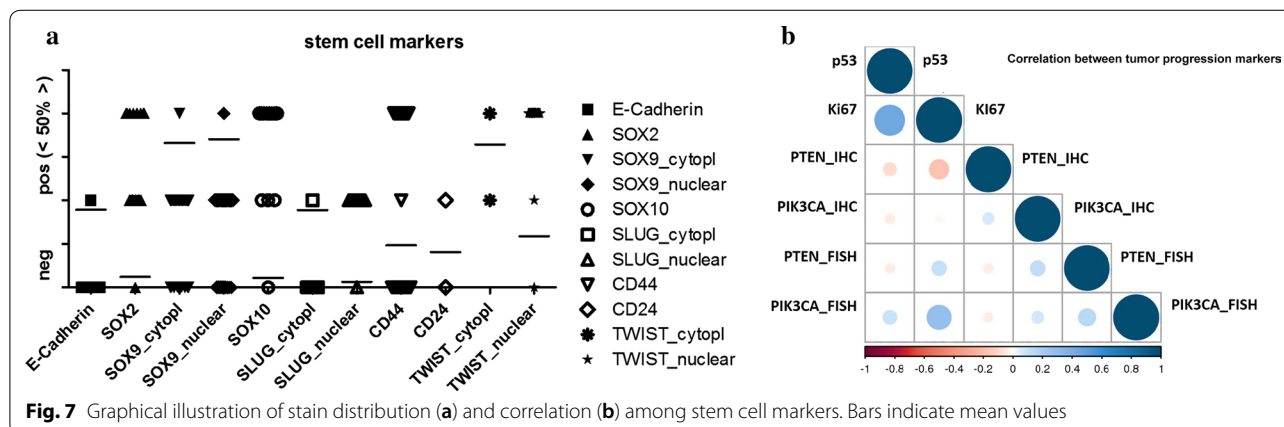 a
stem cell markers
pos (< 50% >)
neg
E-Cadherin
SOX2
SOX9_cytopl
SOX9_nuclear
SOX10
SLUG_cytopl
SLUG_nuclear
CD44
CD24
TWIST_cytopl
TWIST_nuclear
E-Cadherin
SOX2
SOX9_cytopl
SOX9_nuclear
SOX10
SLUG_cytopl
SLUG_nuclear
CD44
CD24
TWIST_cytopl
TWIST_nuclear
b
Correlation between tumor progression markers
p53 p53
Ki67 KI67
PTEN_IHC PTEN_IHC
PIK3CA_IHC PIK3CA_IHC
PTEN_FISH PTEN_FISH
PIK3CA_FISH PIK3CA_FISH
-1 -0.8 -0.6 -0.4 -0.2 0 0.2 0.4 0.6 0.8 1
Fig. 7 Graphical illustration of stain distribution (a) and correlation (b) among stem cell markers. Bars indicate mean values